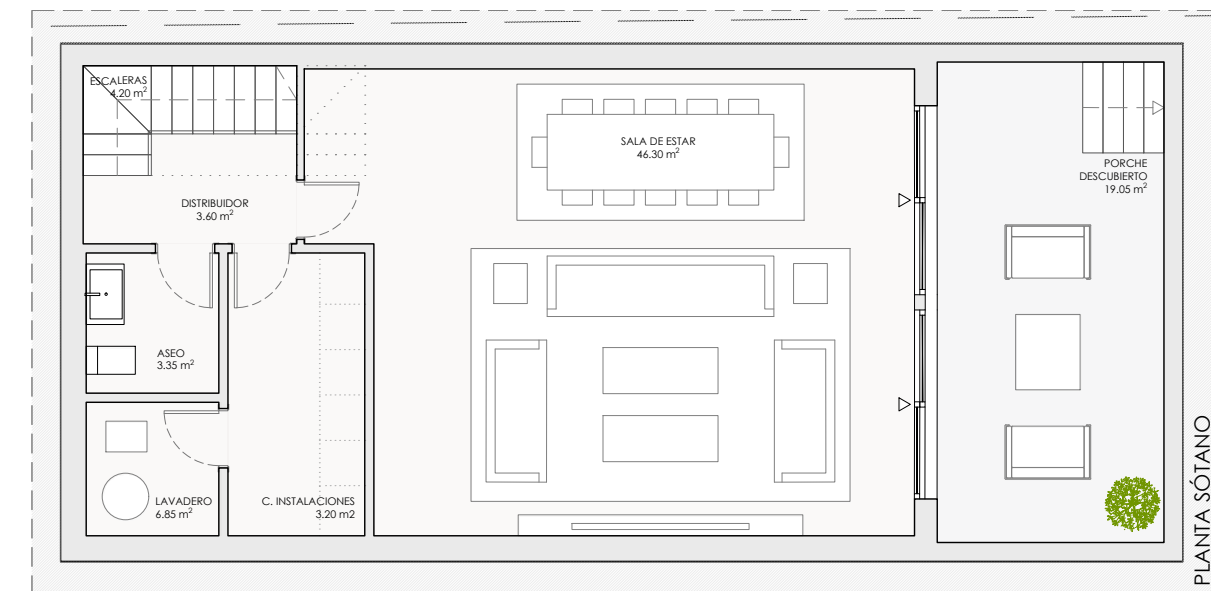 ESCALERAS
4.20 m²
SALA DE ESTAR
46.30 m²
PORCHE
DESCUBIERTO
19.05 m²
DISTRIBUIDOR
3.60 m²
ASEO
3.35 m²
LAVADERO
6.85 m²
C. INSTALACIONES
3.20 m2
PLANTA SÓTANO